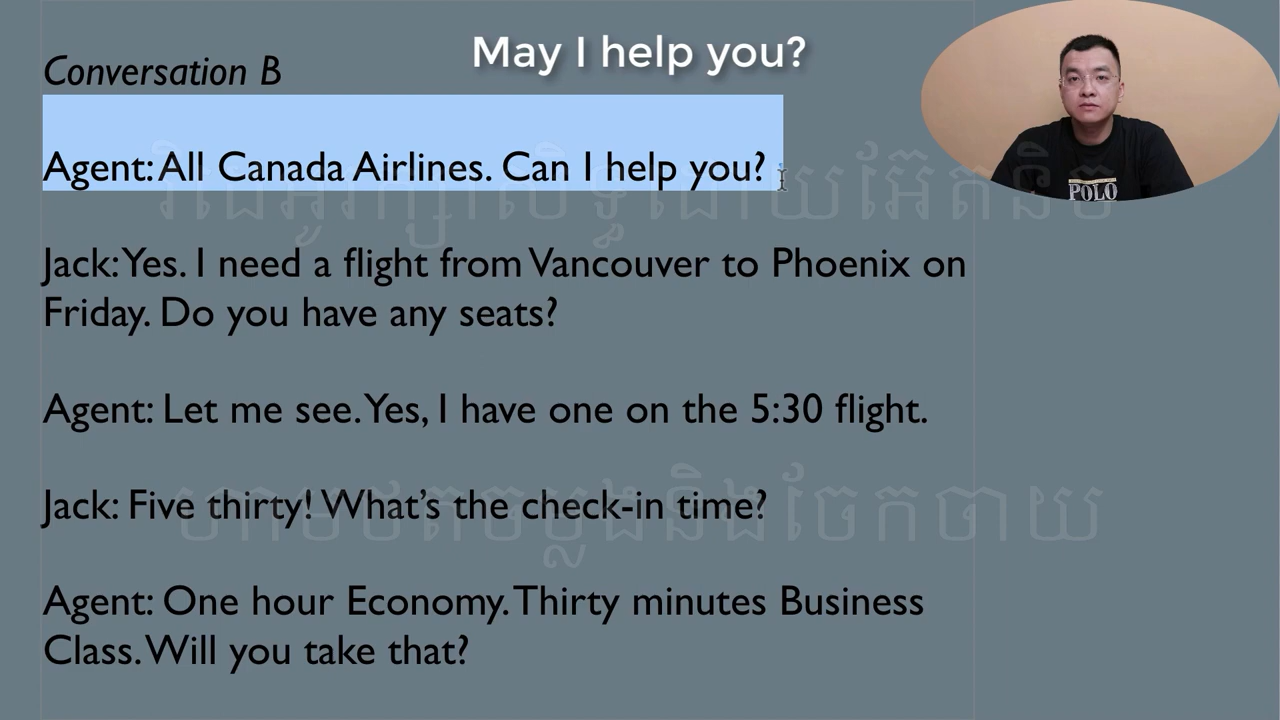 May I help you?
Conversation B
Agent: All Canada Airlines. Can I help you?
Jack: Yes. I need a flight from Vancouver to Phoenix on
Friday. Do you have any seats?
Agent: Let me see. Yes, I have one on the 5:30 flight.
Jack: Five thirty! What's the check-in time?
Agent: One hour Economy. Thirty minutes Business
Class. Will you take that?
POLO